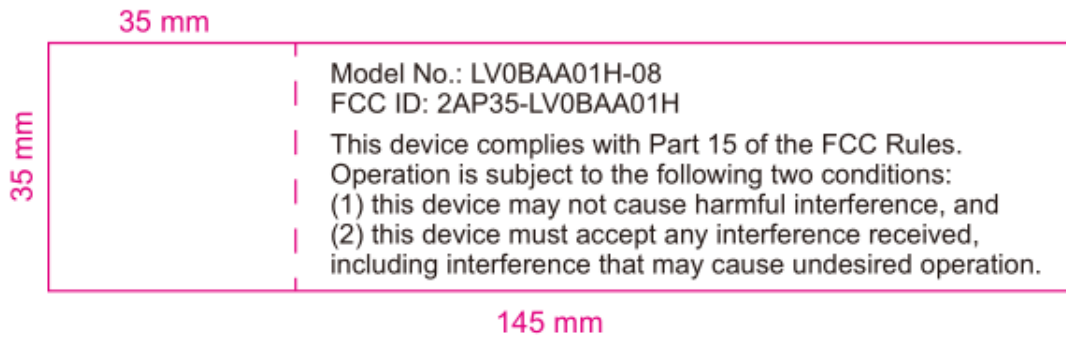 35 mm
35 mm
Model No.: LV0BAA01H-08
FCC ID: 2AP35-LV0BAA01H
This device complies with Part 15 of the FCC Rules.
Operation is subject to the following two conditions:
(1) this device may not cause harmful interference, and
(2) this device must accept any interference received,
including interference that may cause undesired operation.
145 mm